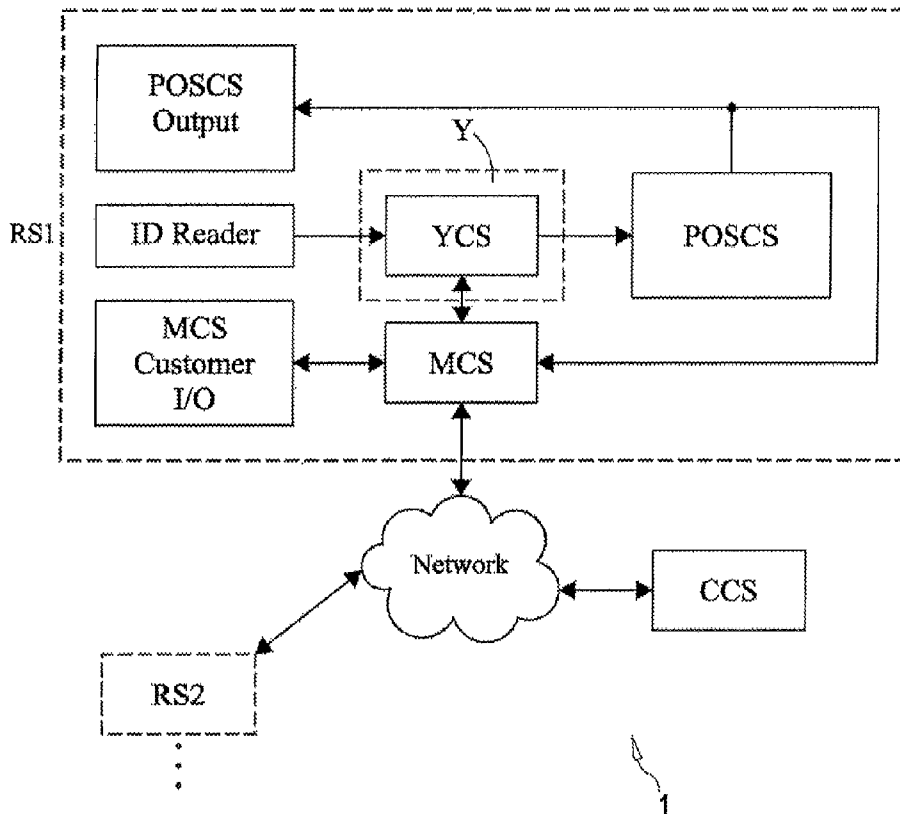 POSCS
Output
Y
RS1
ID Reader
YCS
POSCS
MCS
Customer
I/O
MCS
Network
CCS
RS2
1